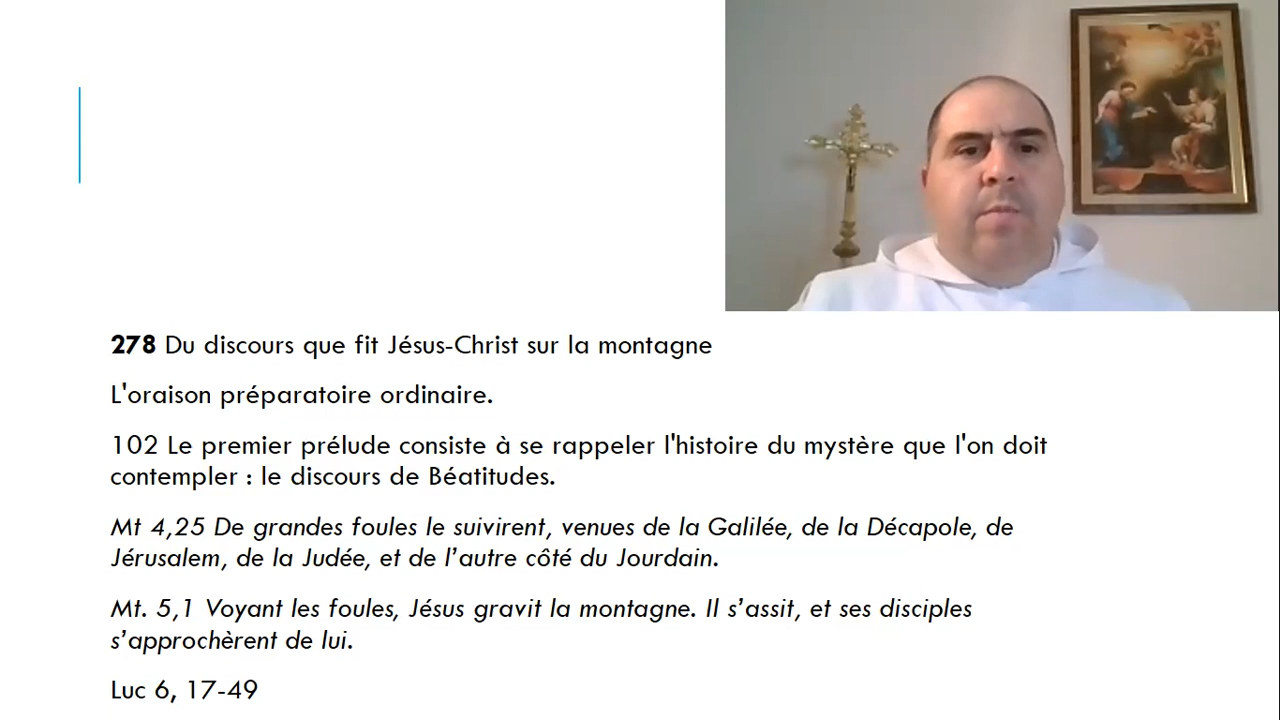 278 Du discours que fit Jésus-Christ sur la montagne
L'oraison préparatoire ordinaire.
102 Le premier prélude consiste à se rappeler l'histoire du mystère que l'on doit
contempler : le discours de Béatitudes.
Mt 4,25 De grandes foules le suivirent, venues de la Galilée, de la Décapole, de
Jérusalem, de la Judée, et de l’autre côté du Jourdain.
Mt. 5,1 Voyant les foules, Jésus gravit la montagne. Il s’assit, et ses disciples
s’approchèrent de lui.
Luc 6, 17-49